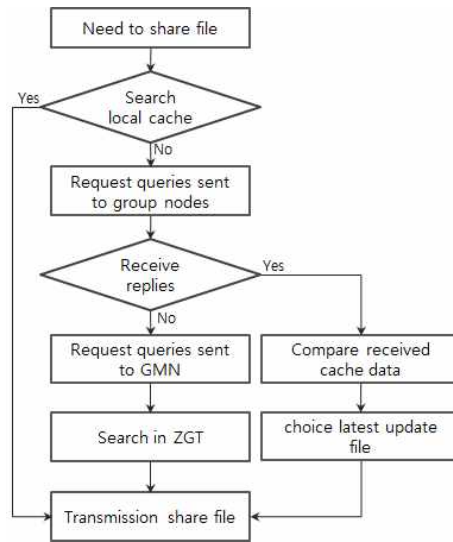 Need to share file
Yes
Search
local cache
No
Request queries sent
to group nodes
Receive
replies
Yes
No
Request queries sent
to GMN
Compare received
cache data
Search in ZGT
choice latest update
file
Transmission share file